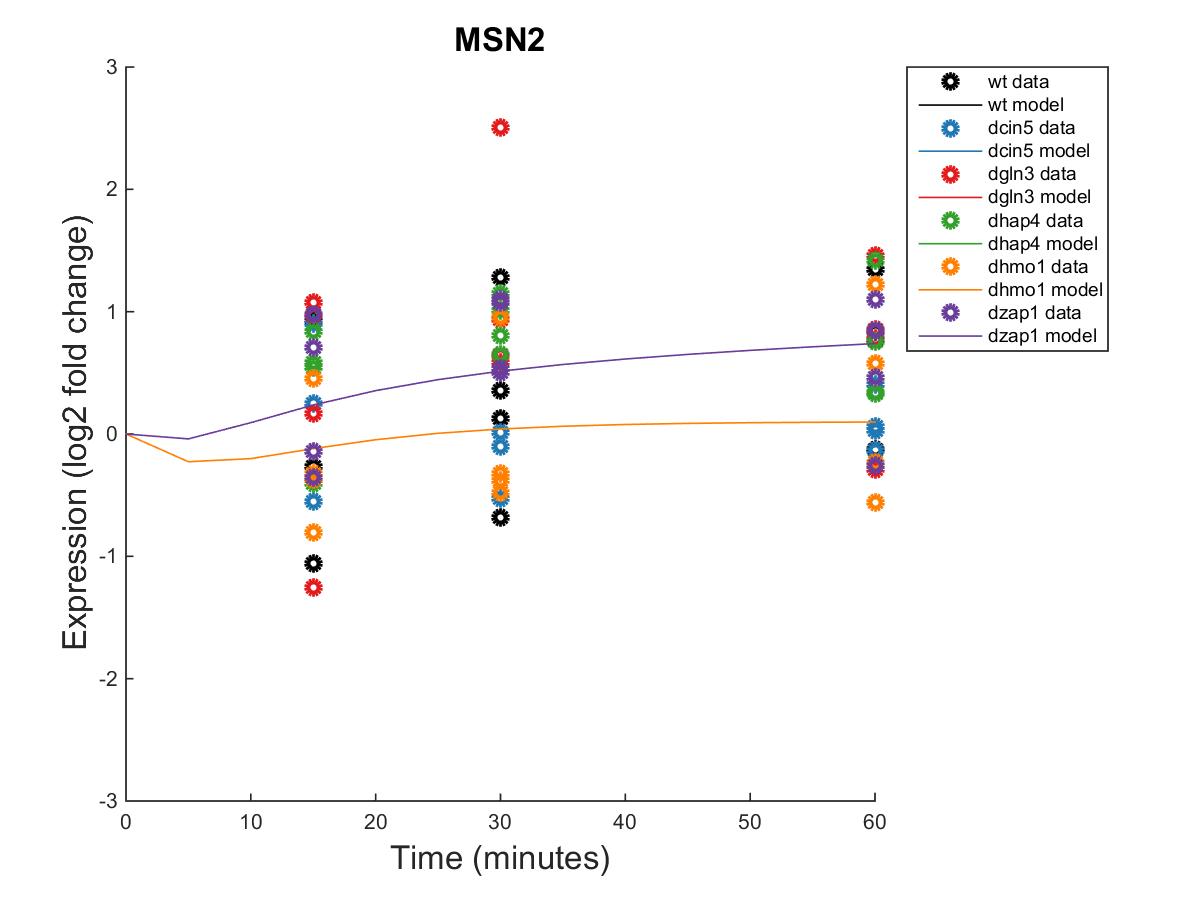 MSN2
3
2
1
0
-1
-2
-3
Expression (log2 fold change)
0 10 20 30 40 50 60
Time (minutes)
wt data
wt model
dcin5 data
dcin5 model
dgln3 data
dgln3 model
dhap4 data
dhap4 model
dhmo1 data
dhmo1 model
dzap1 data
dzap1 model